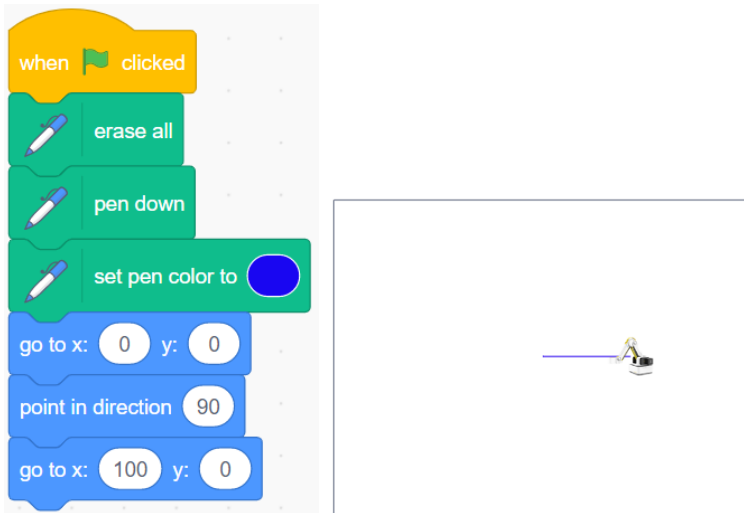 when clicked
erase all
pen down
set pen color to
go to x: 0 y: 0
point in direction 90
go to x: 100 y: 0